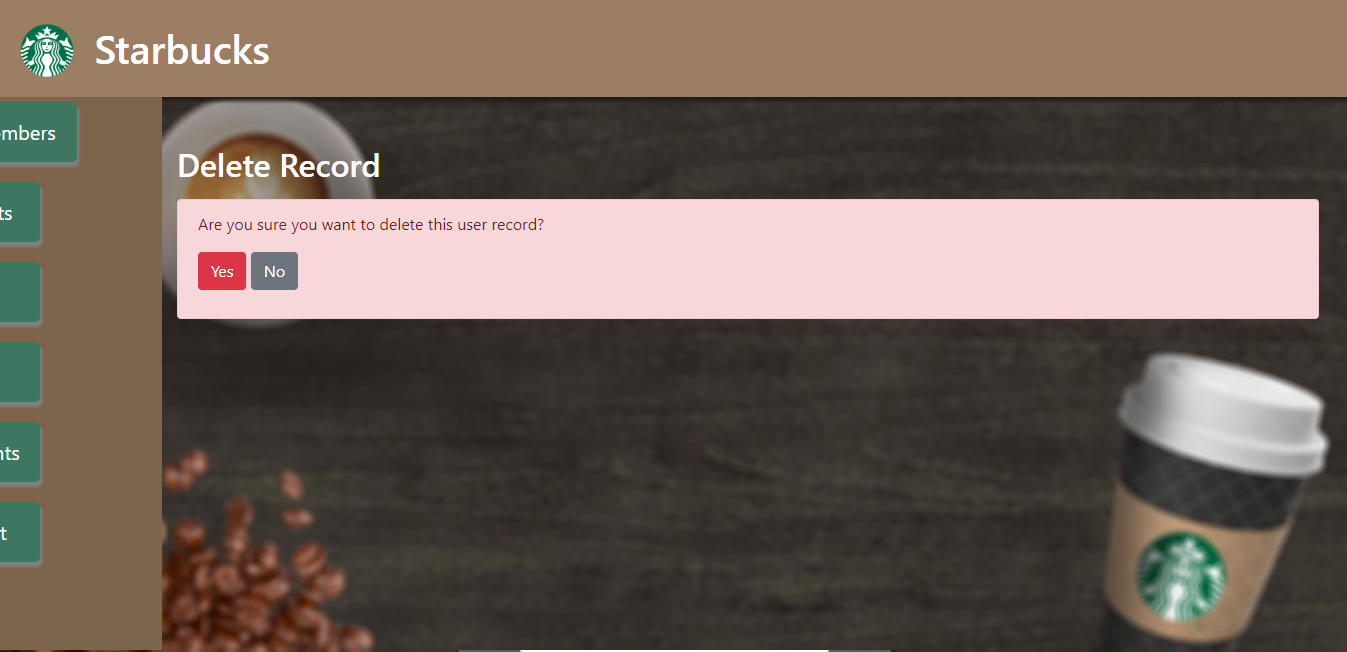 Starbucks
mbers
ts
nts
t
Delete Record
Are you sure you want to delete this user record?
Yes No